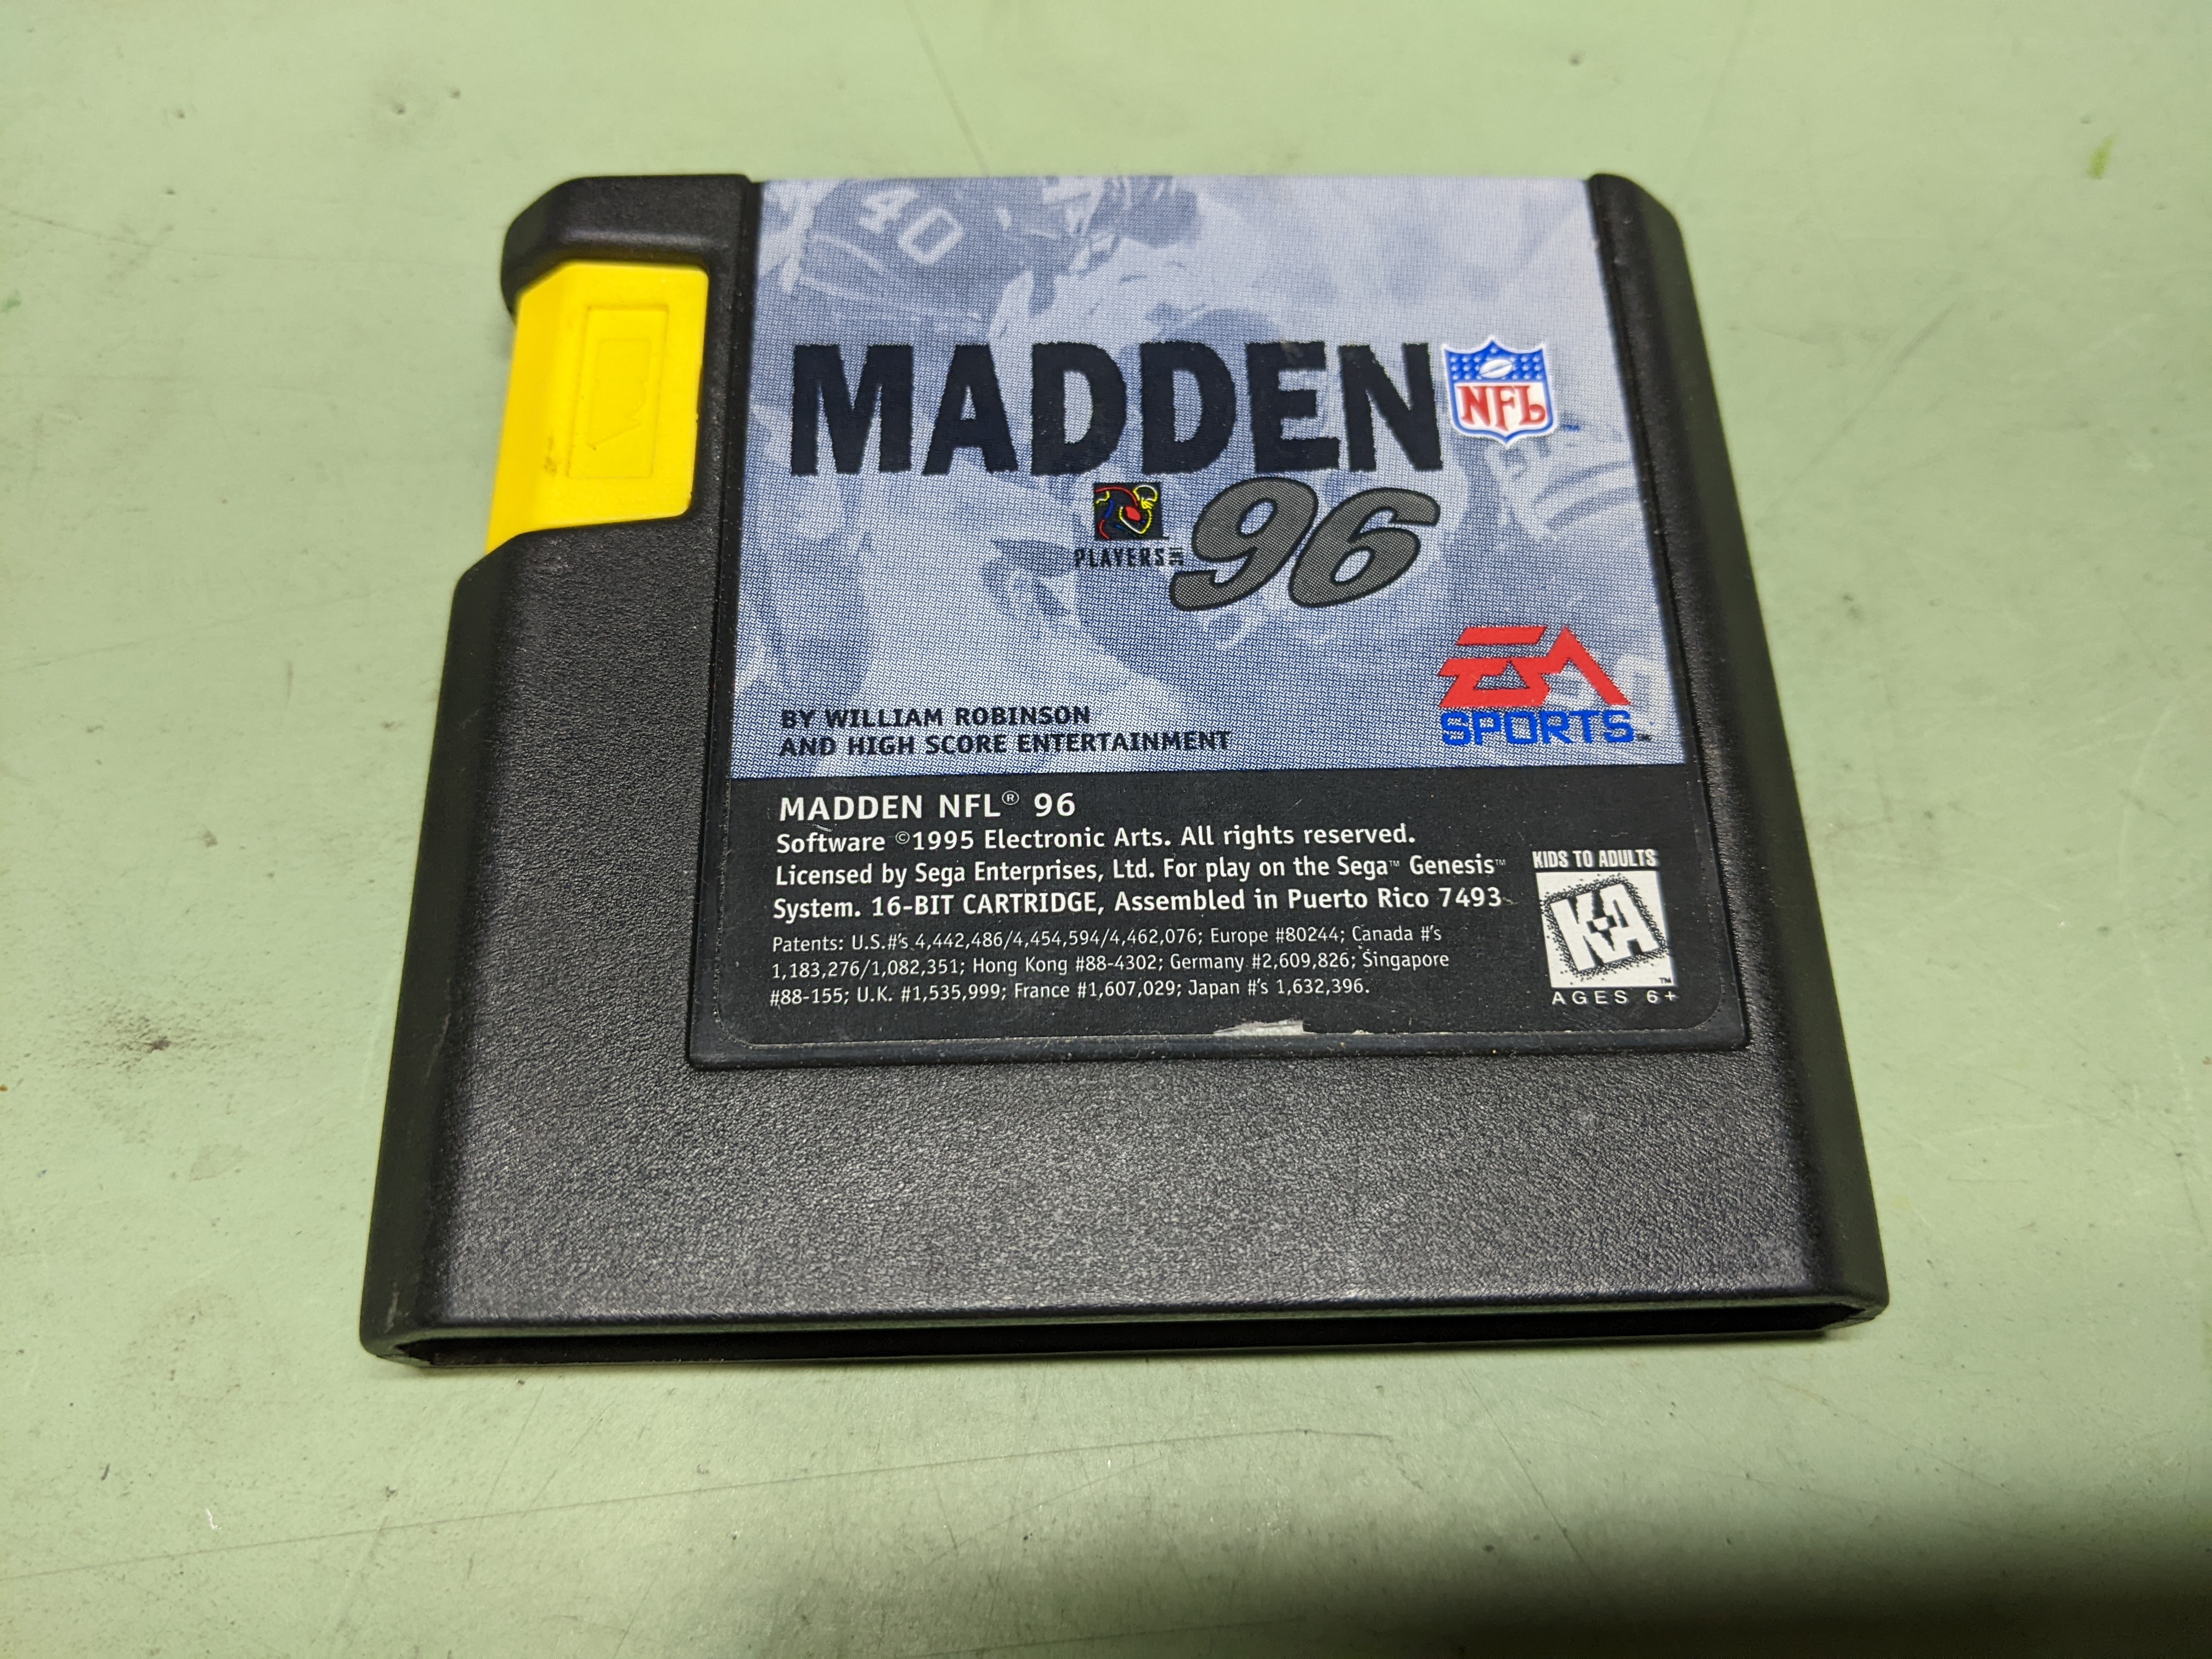 40
MADDEN
NFL
PLAYERS INC
96
EA
SPORTS™
BY WILLIAM ROBINSON
AND HIGH SCORE ENTERTAINMENT
MADDEN NFL® 96
Software ©1995 Electronic Arts. All rights reserved.
Licensed by Sega Enterprises, Ltd. For play on the Sega™ Genesis™
System. 16-BIT CARTRIDGE, Assembled in Puerto Rico 7493
Patents: U.S.#'s 4,442,486/4,454,594/4,462,076; Europe #80244; Canada #'s
1,183,276/1,082,351; Hong Kong #88-4302; Germany #2,609,826; Singapore
#88-155; U.K. #1,535,999; France #1,607,029; Japan #'s 1,632,396.
KIDS TO ADULTS
K-A
AGES 6+